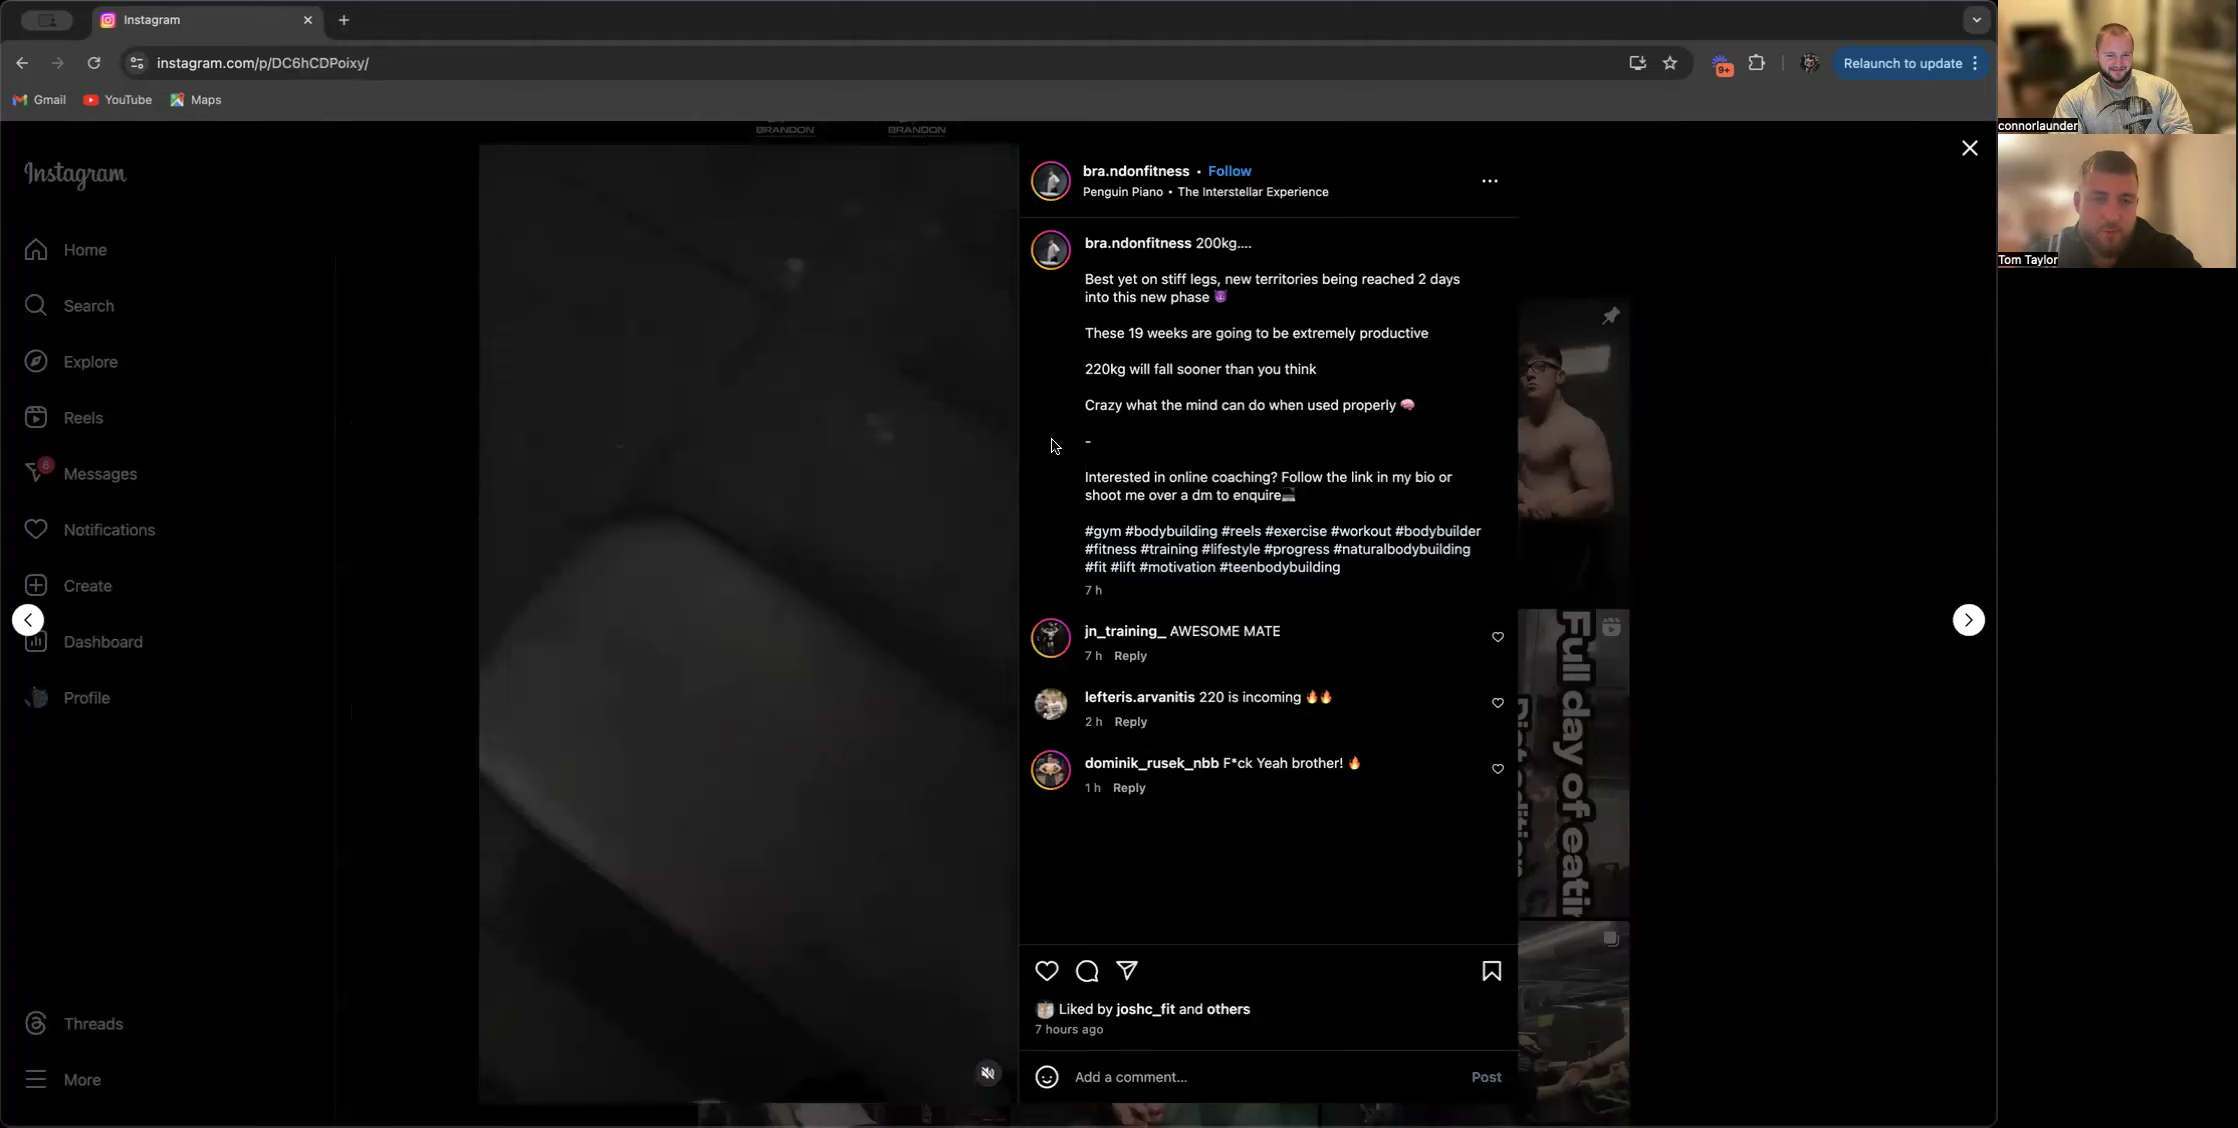 Instagram
instagram.com/p/DC6hCDPoixy/
9+
Relaunch to update
Gmail
YouTube
Maps
connorlaunder
Tom Taylor
BRANDON
BRANDON
Instagram
Home
Search
Explore
Reels
6
Messages
Notifications
Create
Dashboard
Profile
Threads
More
bra.ndonfitness • Follow
Penguin Piano • The Interstellar Experience
bra.ndonfitness 200kg....
Best yet on stiff legs, new territories being reached 2 days
into this new phase 😈
These 19 weeks are going to be extremely productive
220kg will fall sooner than you think
Crazy what the mind can do when used properly 🧠
-
Interested in online coaching? Follow the link in my bio or
shoot me over a dm to enquire💻
#gym #bodybuilding #reels #exercise #workout #bodybuilder
#fitness #training #lifestyle #progress #naturalbodybuilding
#fit #lift #motivation #teenbodybuilding
7 h
jn_training_ AWESOME MATE
7 h Reply
lefteris.arvanitis 220 is incoming 🔥🔥
2 h Reply
dominik_rusek_nbb F*ck Yeah brother! 🔥
1 h Reply
Liked by joshc_fit and others
7 hours ago
Add a comment...
Post
Full day of eatin